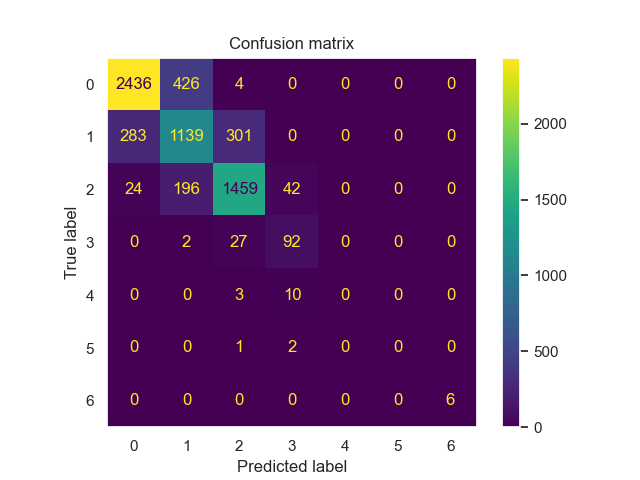 Confusion matrix
0 2436 426 4 0 0 0 0
1 283 1139 301 0 0 0 0
2 24 196 1459 42 0 0 0
3 0 2 27 92 0 0 0
4 0 0 3 10 0 0 0
5 0 0 1 2 0 0 0
6 0 0 0 0 0 0 6
0 1 2 3 4 5 6
Predicted label
True label
2000
1500
1000
500
0